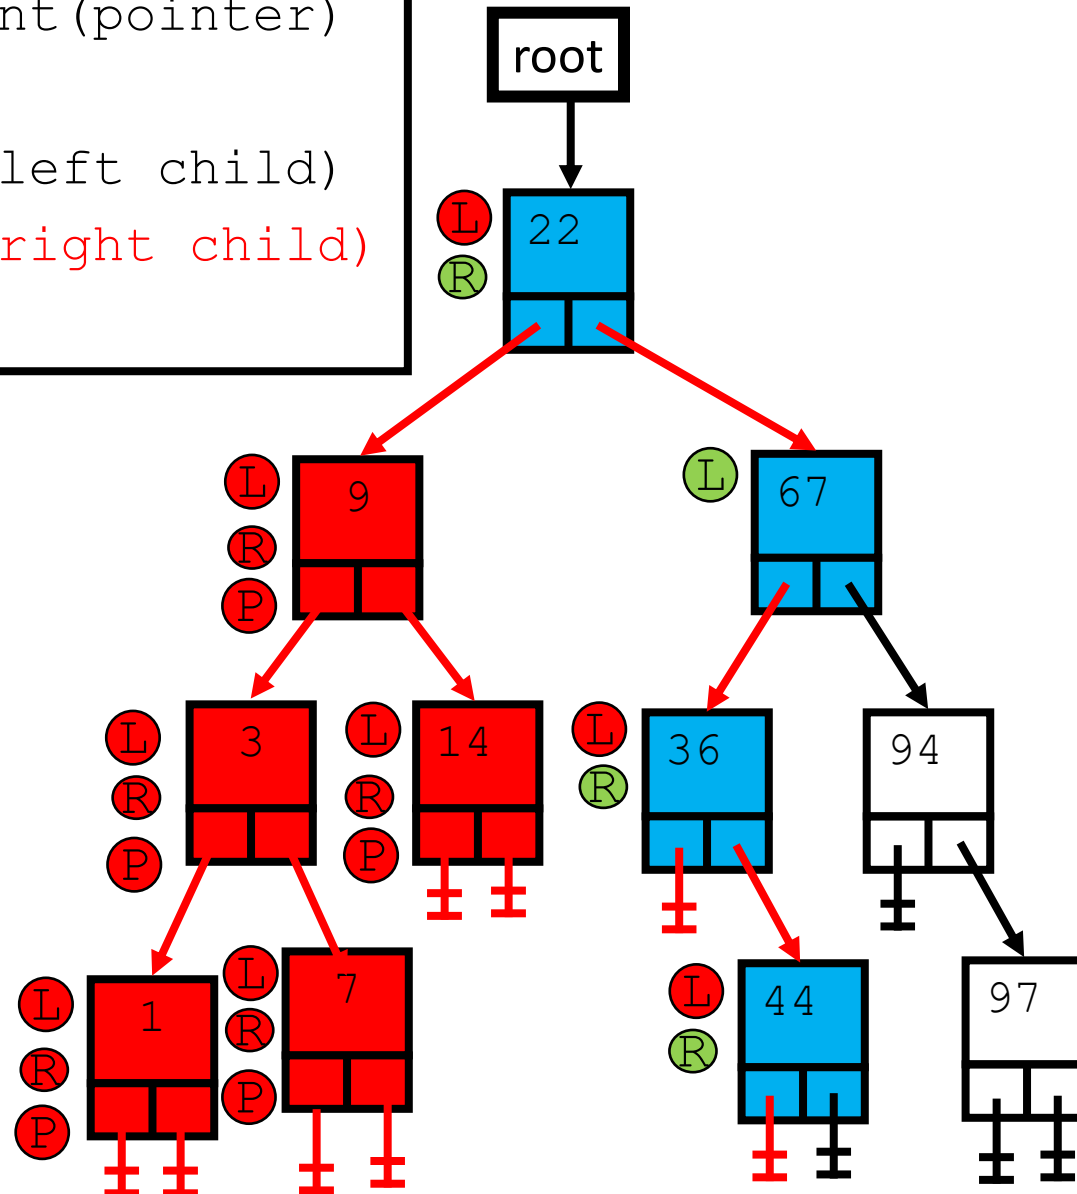 nt(pointer)
root
left child)
L
22
right child)
R
L
9
L
67
R
P
L
3
L
14
L
36
94
R
R
R
P
P
L
1
L
7
L
44
97
R
R
R
P
P